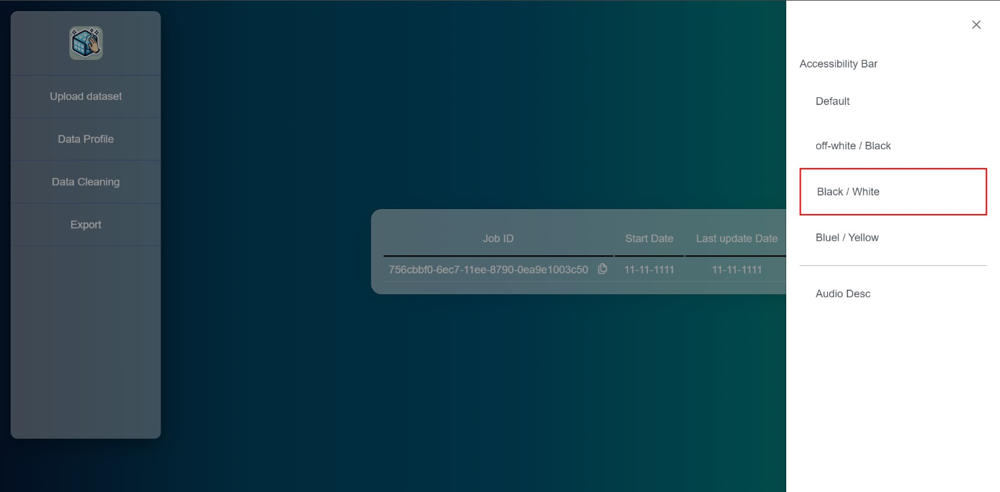 Upload dataset
Data Profile
Data Cleaning
Export
Job ID Start Date Last update Date
756cbbf0-6ec7-11ee-8790-0ea9e1003c50 11-11-1111 11-11-1111
Accessibility Bar
Default
off-white / Black
Black / White
Bluel / Yellow
Audio Desc